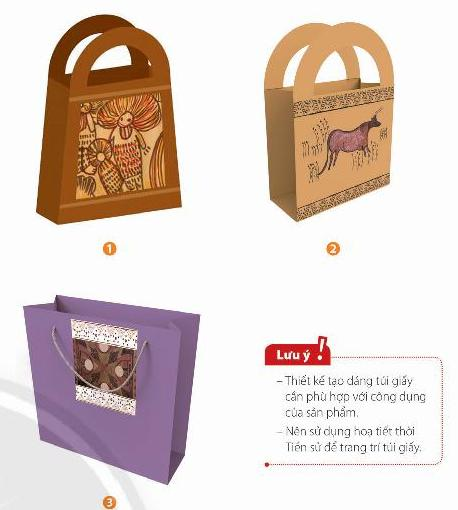 1
2
3
Lưu ý !
– Thiết kế tạo dáng túi giấy
cần phù hợp với công dụng
của sản phẩm.
– Nên sử dụng hoạ tiết thời
Tiền sử để trang trí túi giấy.